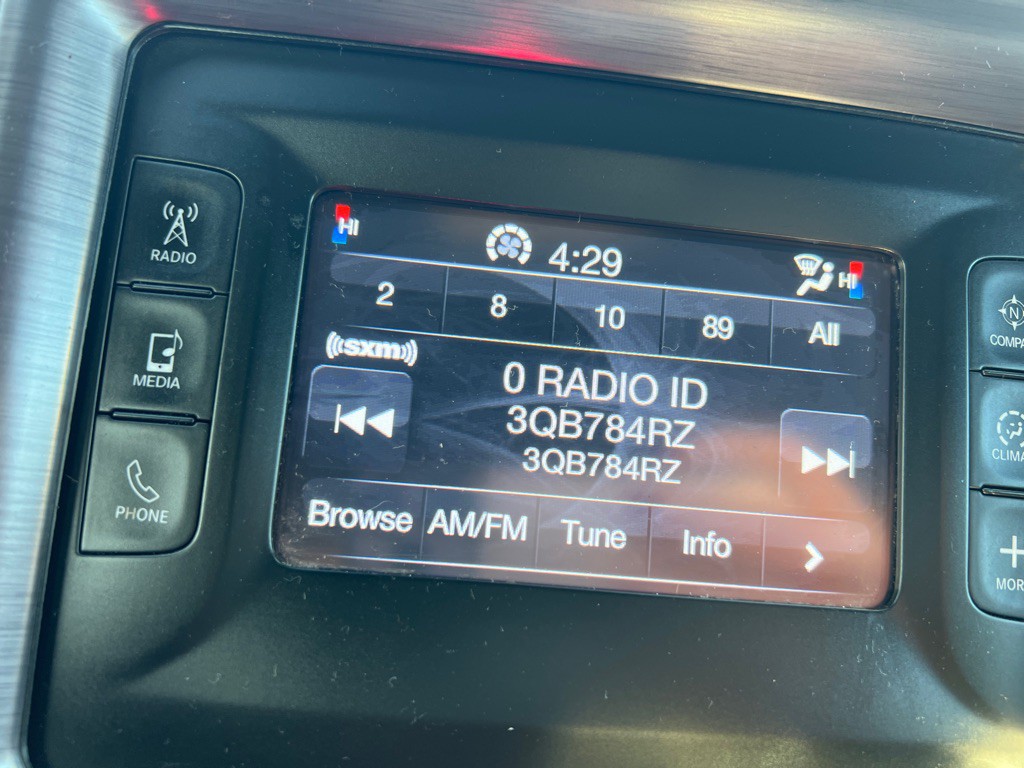 RADIO
MEDIA
PHONE
HI
4:29
HI
2 8 10 89 All
((sxm))
0 RADIO ID
3QB784RZ
3QB784RZ
Browse AM/FM Tune Info
N